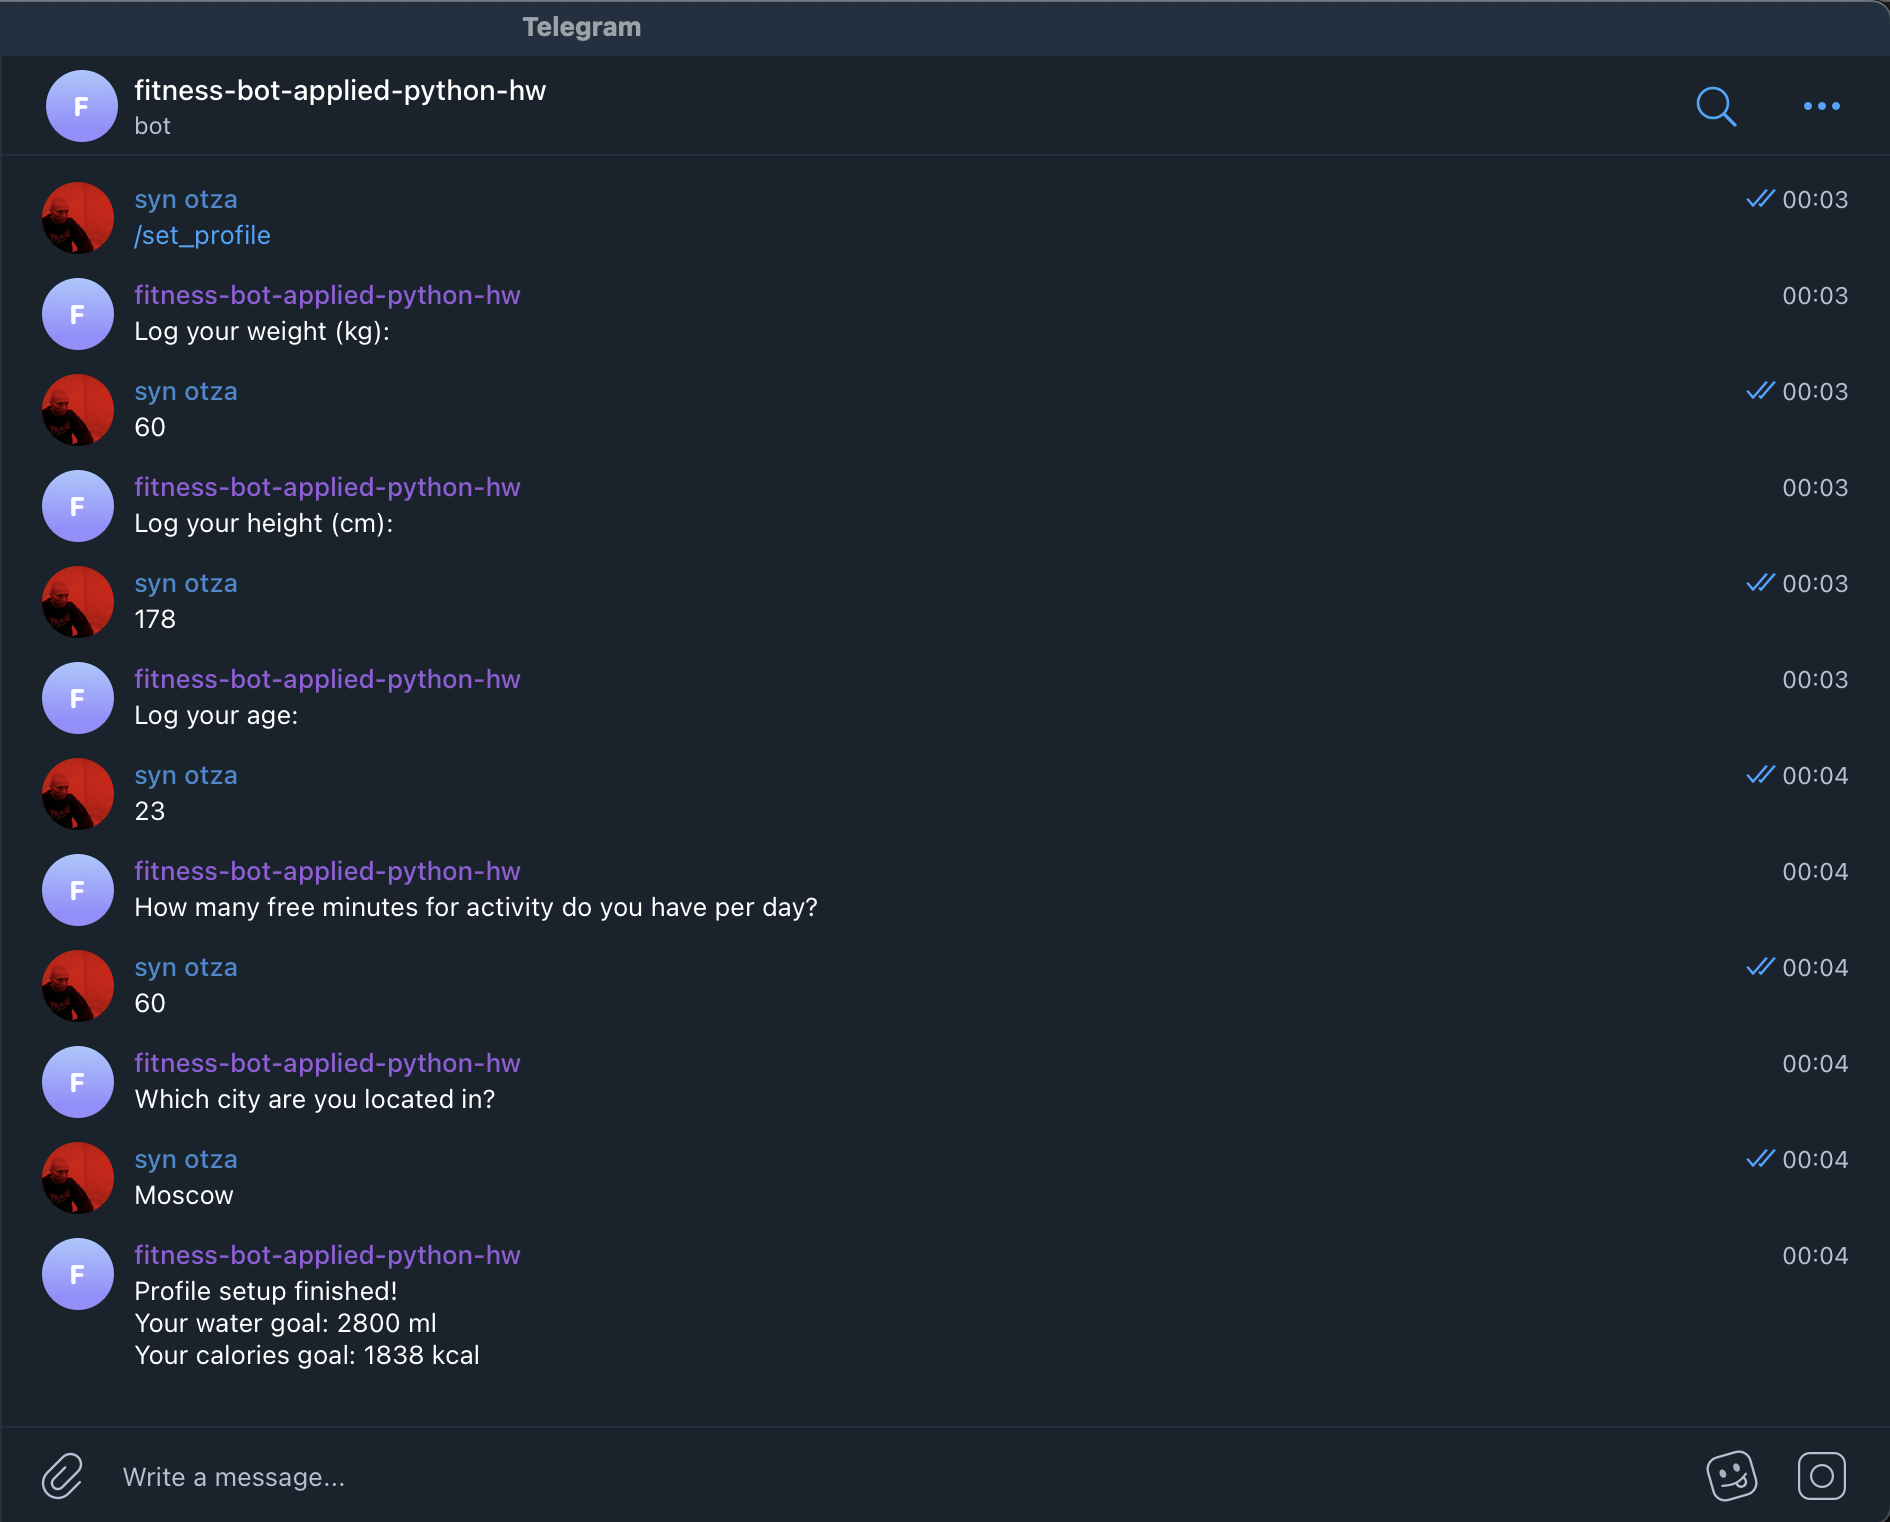 Telegram
F
fitness-bot-applied-python-hw
bot
syn otza
00:03
/set_profile
F
fitness-bot-applied-python-hw
00:03
Log your weight (kg):
syn otza
00:03
60
F
fitness-bot-applied-python-hw
00:03
Log your height (cm):
syn otza
00:03
178
F
fitness-bot-applied-python-hw
00:03
Log your age:
syn otza
00:04
23
F
fitness-bot-applied-python-hw
00:04
How many free minutes for activity do you have per day?
syn otza
00:04
60
F
fitness-bot-applied-python-hw
00:04
Which city are you located in?
syn otza
00:04
Moscow
F
fitness-bot-applied-python-hw
00:04
Profile setup finished!
Your water goal: 2800 ml
Your calories goal: 1838 kcal
Write a message...